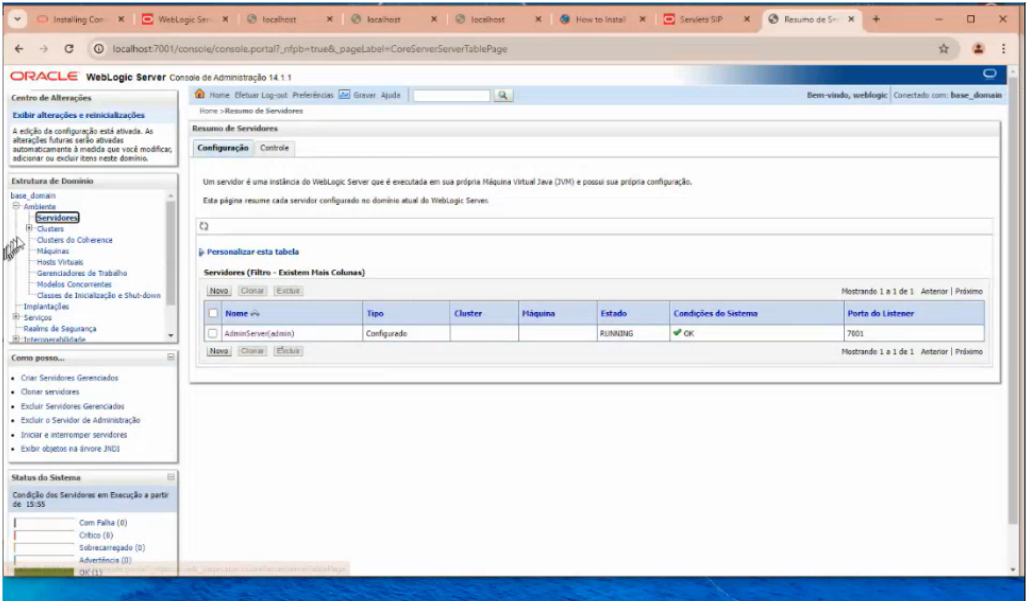 Installing Con
WebLogic Ser
localhost
localhost
localhost
How to Instal
Servlets SIP
Resumo de Se
localhost:7001/console/console.portal?_nfpb=true&_pageLabel=CoreServerServerTablePage
ORACLE WebLogic Server Console de Administração 14.1.1
Centro de Alterações
Exibir alterações e reinicializações
A edição da configuração está ativada. As
alterações futuras serão ativadas
automaticamente à medida que você modificar,
adicionar ou excluir itens neste domínio.
Estrutura de Domínio
base_domain
Ambiente
Servidores
Clusters
Clusters do Coherence
Máquinas
Hosts Virtuais
Gerenciadores de Trabalho
Modelos Concorrentes
Classes de Inicialização e Shut-down
Implantações
Serviços
Realms de Segurança
Interoperabilidade
Como posso...
Criar Servidores Gerenciados
Clonar servidores
Excluir Servidores Gerenciados
Excluir o Servidor de Administração
Iniciar e interromper servidores
Exibir objetos na árvore JNDI
Status do Sistema
Condição dos Servidores em Execução a partir
de 15:55
Com Falha (0)
Crítico (0)
Sobrecarregado (0)
Advertência (0)
OK (1)
Home Efetuar Log-out Preferências Gravar Ajuda
Bem-vindo, weblogic Conectado com: base_domain
Home >Resumo de Servidores
Resumo de Servidores
Configuração Controle
Um servidor é uma instância do WebLogic Server que é executada em sua própria Máquina Virtual Java (JVM) e possui sua própria configuração.
Esta página resume cada servidor configurado no domínio atual do WebLogic Server.
Personalizar esta tabela
Servidores (Filtro - Existem Mais Colunas)
Novo Clonar Excluir Mostrando 1 a 1 de 1 Anterior | Próximo
Nome Tipo Cluster Máquina Estado Condições do Sistema Porta do Listener
AdminServer(admin) Configurado RUNNING OK 7001
Novo Clonar Excluir Mostrando 1 a 1 de 1 Anterior | Próximo